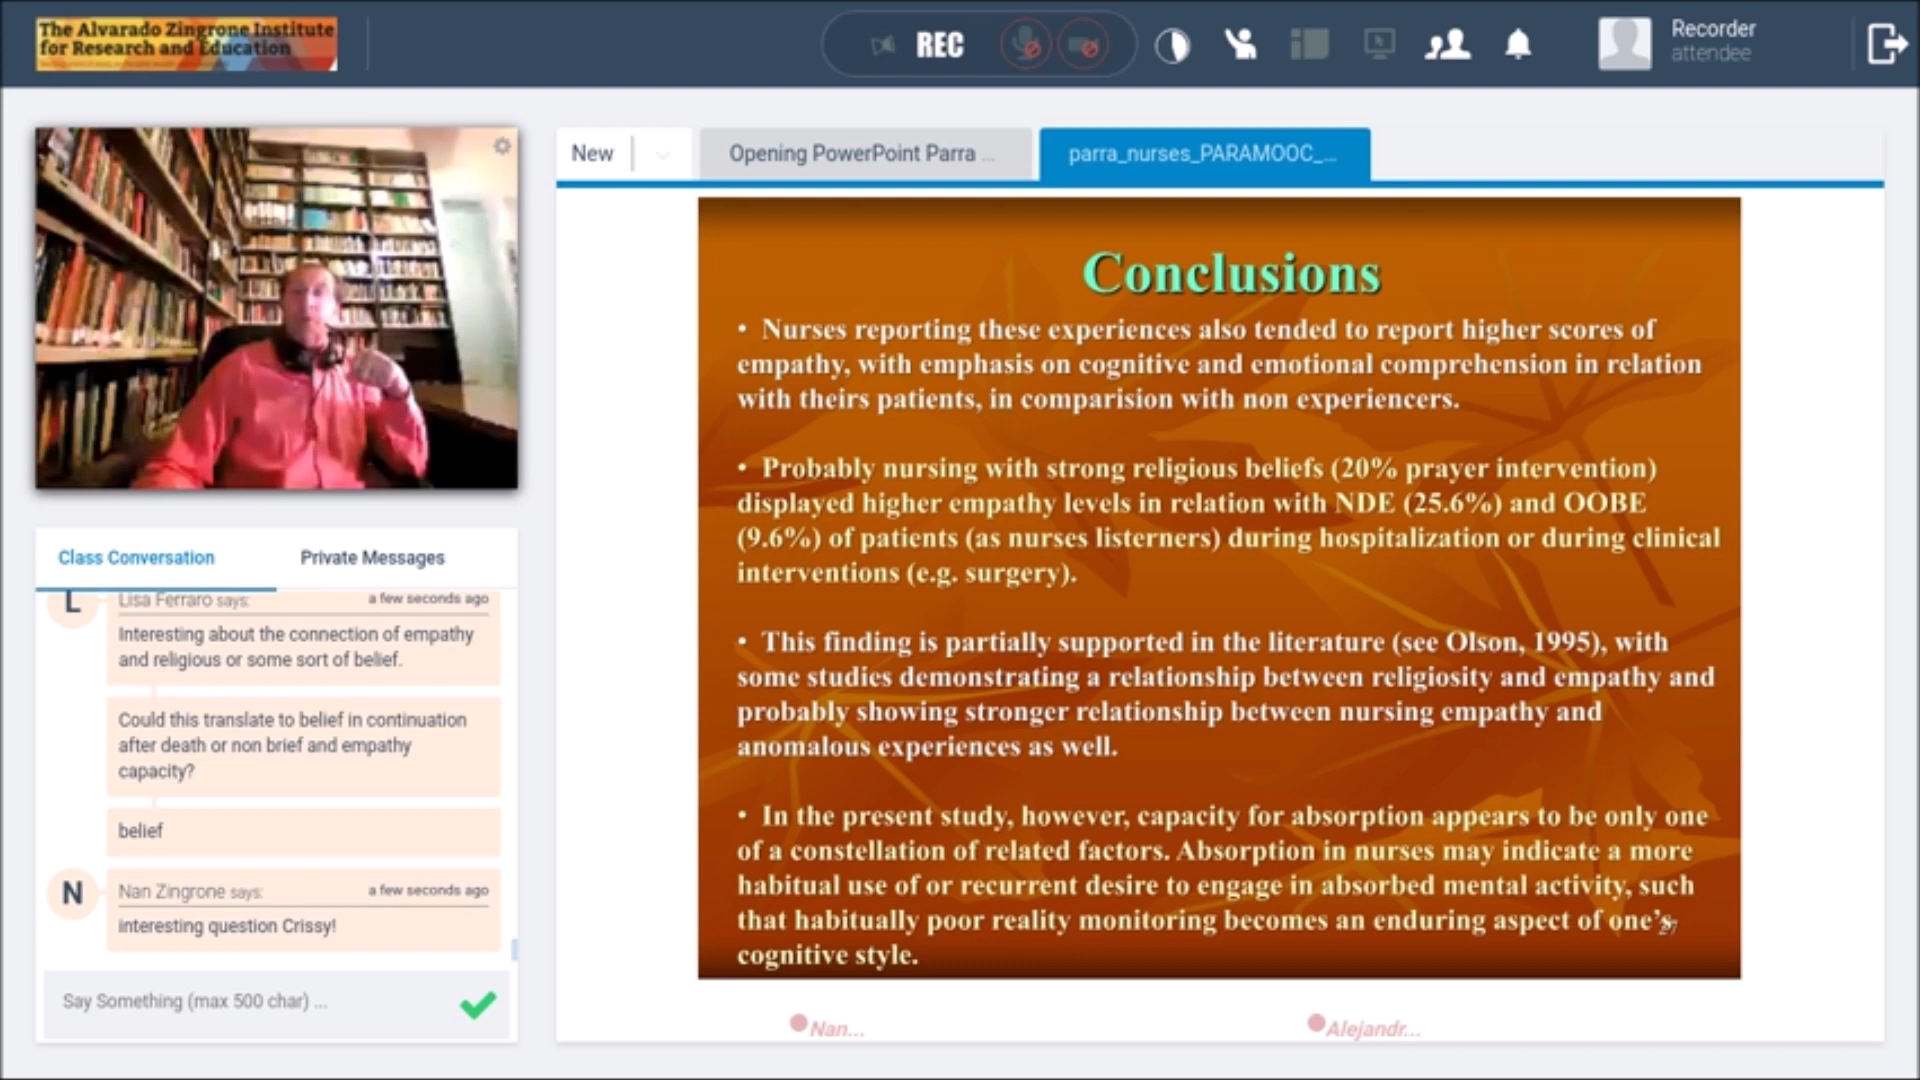 The Alvarado Zingrone Institute
for Research and Education
REC
Recorder
attendee
New
Opening PowerPoint Parra ...
parra_nurses_PARAMOOC_...
Conclusions
• Nurses reporting these experiences also tended to report higher scores of
empathy, with emphasis on cognitive and emotional comprehension in relation
with theirs patients, in comparision with non experiencers.
• Probably nursing with strong religious beliefs (20% prayer intervention)
displayed higher empathy levels in relation with NDE (25.6%) and OOBE
(9.6%) of patients (as nurses listerners) during hospitalization or during clinical
interventions (e.g. surgery).
• This finding is partially supported in the literature (see Olson, 1995), with
some studies demonstrating a relationship between religiosity and empathy and
probably showing stronger relationship between nursing empathy and
anomalous experiences as well.
• In the present study, however, capacity for absorption appears to be only one
of a constellation of related factors. Absorption in nurses may indicate a more
habitual use of or recurrent desire to engage in absorbed mental activity, such
that habitually poor reality monitoring becomes an enduring aspect of one's
27
cognitive style.
Nan...
Alejandr...
Class Conversation
Private Messages
L
Lisa Ferraro says:
a few seconds ago
Interesting about the connection of empathy
and religious or some sort of belief.
Could this translate to belief in continuation
after death or non brief and empathy
capacity?
belief
N
Nan Zingrone says:
a few seconds ago
interesting question Crissy!
Say Something (max 500 char) ...